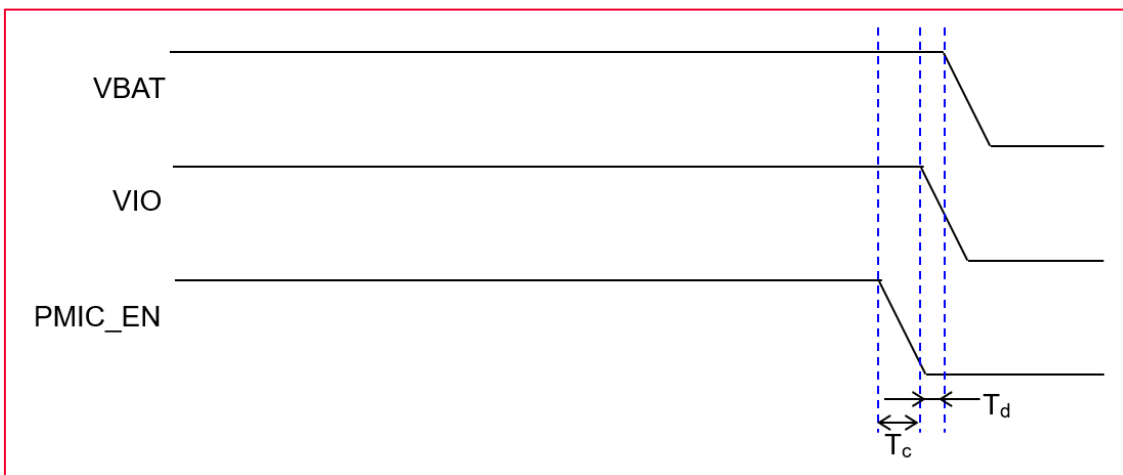 VBAT
VIO
PMIC_EN
Td
Tc